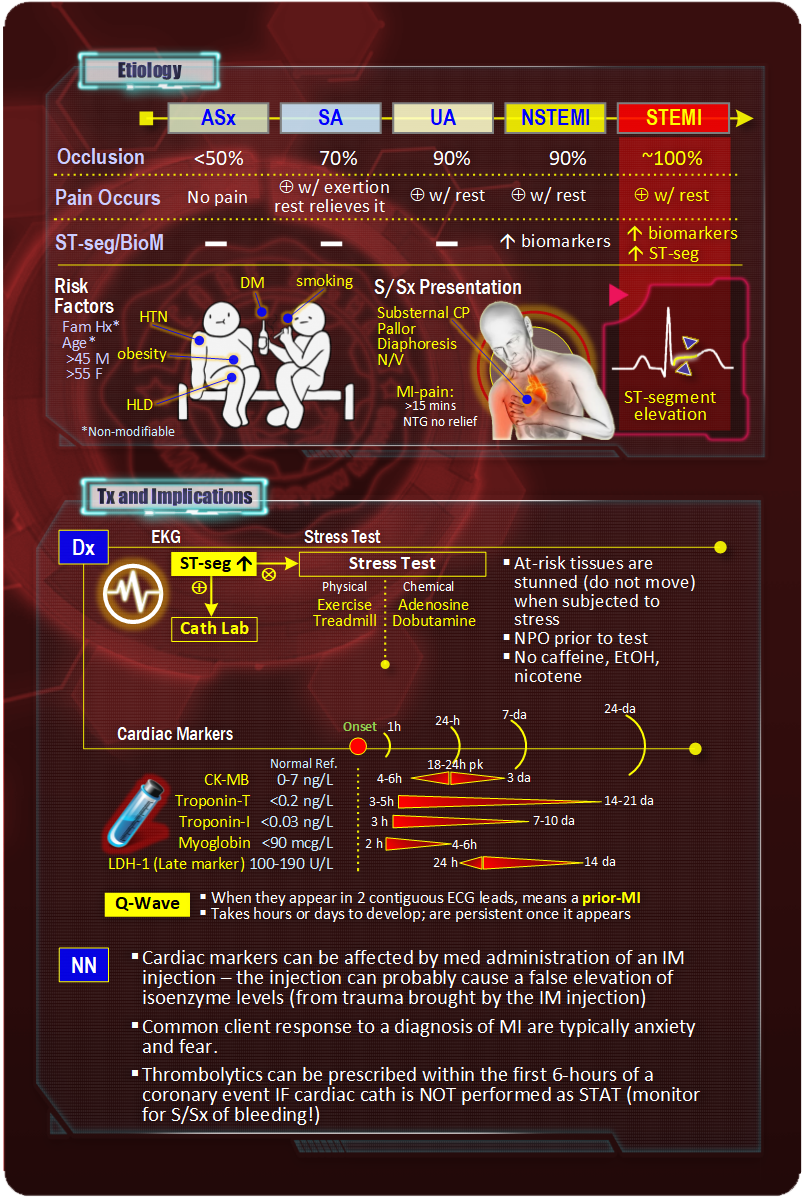 Etiology
ASx SA UA NSTEMI STEMI
Occlusion <50% 70% 90% 90% ~100%
Pain Occurs No pain ⊕ w/ exertion rest relieves it ⊕ w/ rest ⊕ w/ rest ⊕ w/ rest
ST-seg/BioM — — — ↑ biomarkers ↑ biomarkers ↑ ST-seg
Risk
Factors
Fam Hx*
Age*
>45 M
>55 F
*Non-modifiable
HTN
obesity
HLD
DM
smoking
S/Sx Presentation
Substernal CP
Pallor
Diaphoresis
N/V
MI-pain:
>15 mins
NTG no relief
ST-segment
elevation
Tx and Implications
Dx
EKG
ST-seg ↑
⊗
⊕
Cath Lab
Stress Test
Stress Test
Physical
Exercise
Treadmill
Chemical
Adenosine
Dobutamine
▪ At-risk tissues are
stunned (do not move)
when subjected to
stress
▪ NPO prior to test
▪ No caffeine, EtOH,
nicotene
Cardiac Markers
Onset 1h 24-h 7-da 24-da
Normal Ref.
CK-MB 0-7 ng/L 4-6h 18-24h pk 3 da
Troponin-T <0.2 ng/L 3-5h 14-21 da
Troponin-I <0.03 ng/L 3 h 7-10 da
Myoglobin <90 mcg/L 2 h 4-6h
LDH-1 (Late marker) 100-190 U/L 24 h 14 da
Q-Wave
▪ When they appear in 2 contiguous ECG leads, means a prior-MI
▪ Takes hours or days to develop; are persistent once it appears
NN
▪ Cardiac markers can be affected by med administration of an IM
injection – the injection can probably cause a false elevation of
isoenzyme levels (from trauma brought by the IM injection)
▪ Common client response to a diagnosis of MI are typically anxiety
and fear.
▪ Thrombolytics can be prescribed within the first 6-hours of a
coronary event IF cardiac cath is NOT performed as STAT (monitor
for S/Sx of bleeding!)